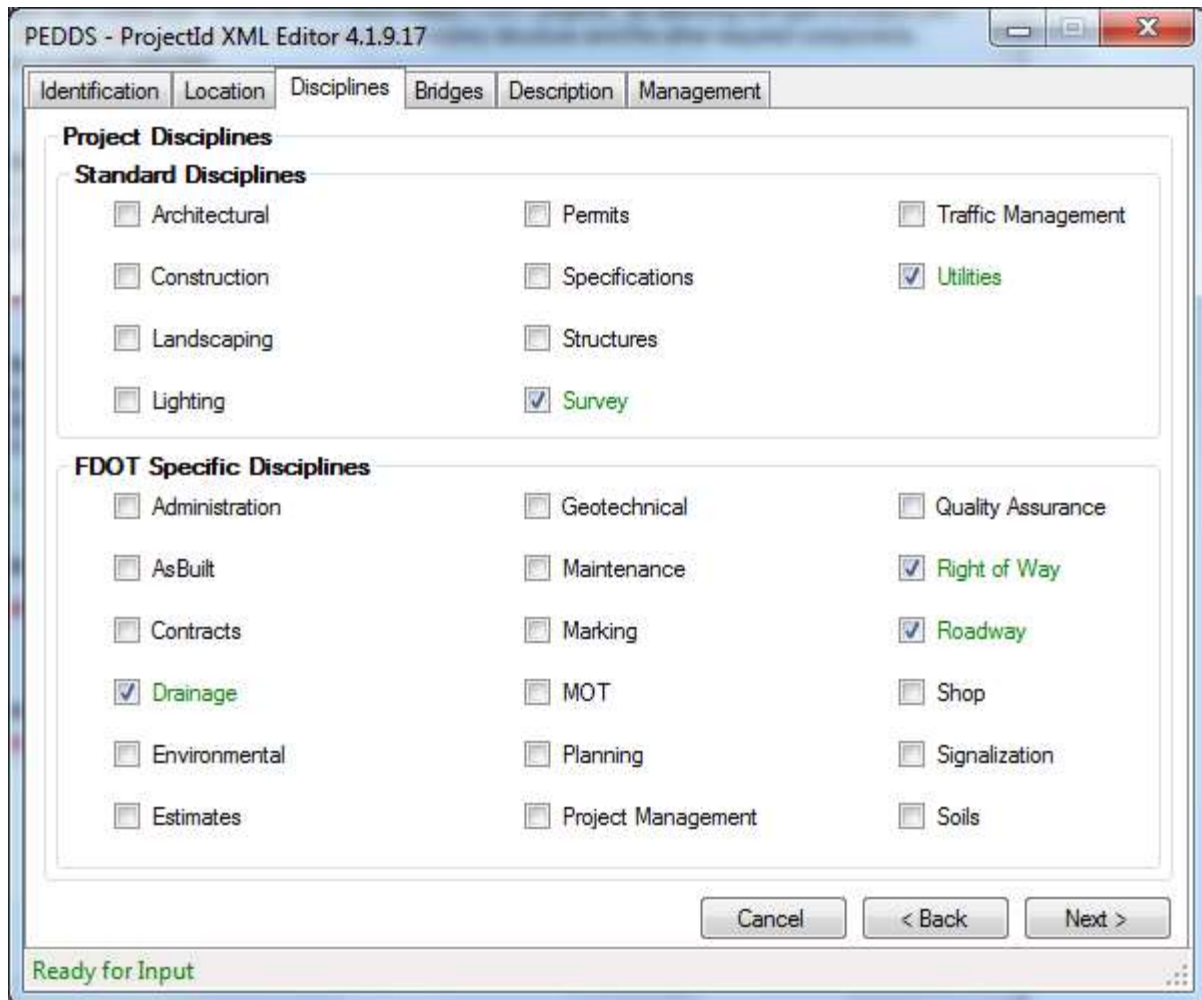 PEDDS - ProjectId XML Editor 4.1.9.17
Identification Location Disciplines Bridges Description Management
Project Disciplines
Standard Disciplines
Architectural Permits Traffic Management
Construction Specifications Utilities
Landscaping Structures
Lighting Survey
FDOT Specific Disciplines
Administration Geotechnical Quality Assurance
AsBuilt Maintenance Right of Way
Contracts Marking Roadway
Drainage MOT Shop
Environmental Planning Signalization
Estimates Project Management Soils
Cancel < Back Next >
Ready for Input